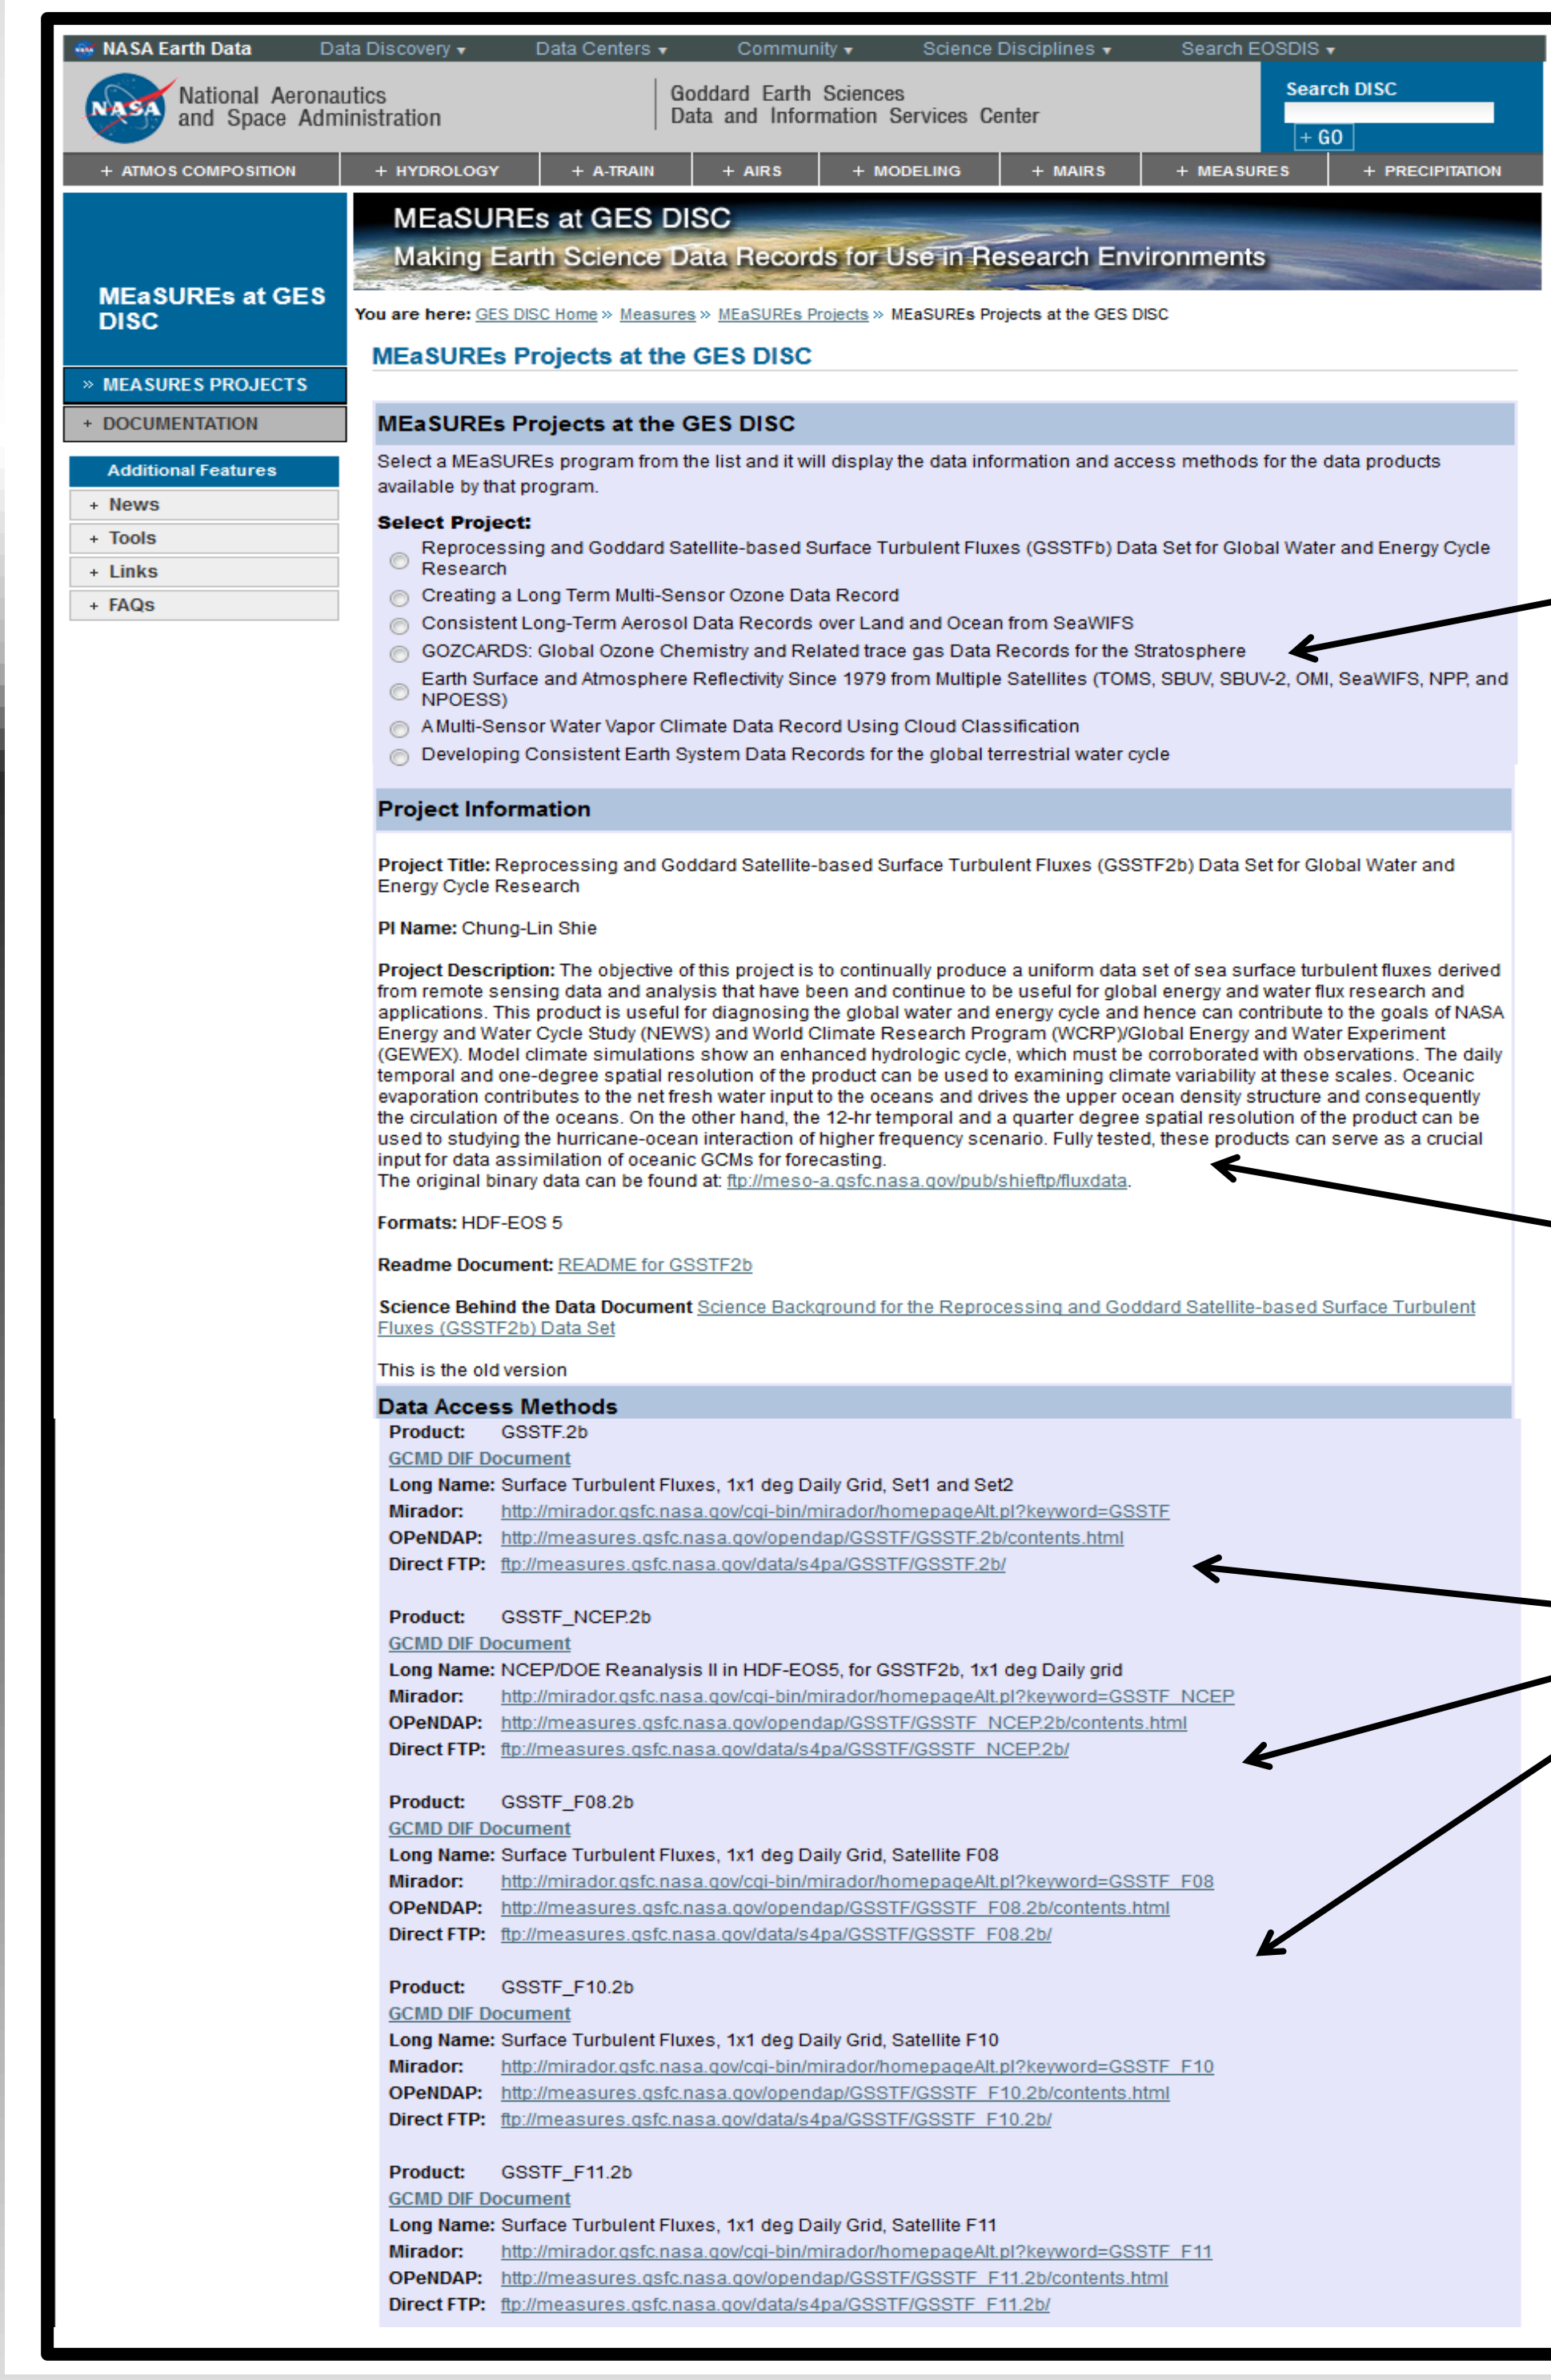 NASA Earth Data Data Discovery ▾ Data Centers ▾ Community ▾ Science Disciplines ▾ Search EOSDIS ▾
NASA
National Aeronautics
and Space Administration
Goddard Earth Sciences
Data and Information Services Center
Search DISC
+ GO
+ ATMOS COMPOSITION + HYDROLOGY + A-TRAIN + AIRS + MODELING + MAIRS + MEASURES + PRECIPITATION
MEaSUREs at GES DISC
Making Earth Science Data Records for Use in Research Environments
MEaSUREs at GES
DISC
» MEASURES PROJECTS
+ DOCUMENTATION
Additional Features
+ News
+ Tools
+ Links
+ FAQs
You are here: GES DISC Home » Measures » MEaSUREs Projects » MEaSUREs Projects at the GES DISC
MEaSUREs Projects at the GES DISC
MEaSUREs Projects at the GES DISC
Select a MEaSUREs program from the list and it will display the data information and access methods for the data products
available by that program.
Select Project:
Reprocessing and Goddard Satellite-based Surface Turbulent Fluxes (GSSTFb) Data Set for Global Water and Energy Cycle
Research
Creating a Long Term Multi-Sensor Ozone Data Record
Consistent Long-Term Aerosol Data Records over Land and Ocean from SeaWIFS
GOZCARDS: Global Ozone Chemistry and Related trace gas Data Records for the Stratosphere
Earth Surface and Atmosphere Reflectivity Since 1979 from Multiple Satellites (TOMS, SBUV, SBUV-2, OMI, SeaWIFS, NPP, and
NPOESS)
A Multi-Sensor Water Vapor Climate Data Record Using Cloud Classification
Developing Consistent Earth System Data Records for the global terrestrial water cycle
Project Information
Project Title: Reprocessing and Goddard Satellite-based Surface Turbulent Fluxes (GSSTF2b) Data Set for Global Water and
Energy Cycle Research
PI Name: Chung-Lin Shie
Project Description: The objective of this project is to continually produce a uniform data set of sea surface turbulent fluxes derived
from remote sensing data and analysis that have been and continue to be useful for global energy and water flux research and
applications. This product is useful for diagnosing the global water and energy cycle and hence can contribute to the goals of NASA
Energy and Water Cycle Study (NEWS) and World Climate Research Program (WCRP)/Global Energy and Water Experiment
(GEWEX). Model climate simulations show an enhanced hydrologic cycle, which must be corroborated with observations. The daily
temporal and one-degree spatial resolution of the product can be used to examining climate variability at these scales. Oceanic
evaporation contributes to the net fresh water input to the oceans and drives the upper ocean density structure and consequently
the circulation of the oceans. On the other hand, the 12-hr temporal and a quarter degree spatial resolution of the product can be
used to studying the hurricane-ocean interaction of higher frequency scenario. Fully tested, these products can serve as a crucial
input for data assimilation of oceanic GCMs for forecasting.
The original binary data can be found at: ftp://meso-a.gsfc.nasa.gov/pub/shieftp/fluxdata.
Formats: HDF-EOS 5
Readme Document: README for GSSTF2b
Science Behind the Data Document Science Background for the Reprocessing and Goddard Satellite-based Surface Turbulent
Fluxes (GSSTF2b) Data Set
This is the old version
Data Access Methods
Product: GSSTF.2b
GCMD DIF Document
Long Name: Surface Turbulent Fluxes, 1x1 deg Daily Grid, Set1 and Set2
Mirador: http://mirador.gsfc.nasa.gov/cgi-bin/mirador/homepageAlt.pl?keyword=GSSTF
OPeNDAP: http://measures.gsfc.nasa.gov/opendap/GSSTF/GSSTF.2b/contents.html
Direct FTP: ftp://measures.gsfc.nasa.gov/data/s4pa/GSSTF/GSSTF.2b/
Product: GSSTF_NCEP.2b
GCMD DIF Document
Long Name: NCEP/DOE Reanalysis II in HDF-EOS5, for GSSTF2b, 1x1 deg Daily grid
Mirador: http://mirador.gsfc.nasa.gov/cgi-bin/mirador/homepageAlt.pl?keyword=GSSTF_NCEP
OPeNDAP: http://measures.gsfc.nasa.gov/opendap/GSSTF/GSSTF_NCEP.2b/contents.html
Direct FTP: ftp://measures.gsfc.nasa.gov/data/s4pa/GSSTF/GSSTF_NCEP.2b/
Product: GSSTF_F08.2b
GCMD DIF Document
Long Name: Surface Turbulent Fluxes, 1x1 deg Daily Grid, Satellite F08
Mirador: http://mirador.gsfc.nasa.gov/cgi-bin/mirador/homepageAlt.pl?keyword=GSSTF_F08
OPeNDAP: http://measures.gsfc.nasa.gov/opendap/GSSTF/GSSTF_F08.2b/contents.html
Direct FTP: ftp://measures.gsfc.nasa.gov/data/s4pa/GSSTF/GSSTF_F08.2b/
Product: GSSTF_F10.2b
GCMD DIF Document
Long Name: Surface Turbulent Fluxes, 1x1 deg Daily Grid, Satellite F10
Mirador: http://mirador.gsfc.nasa.gov/cgi-bin/mirador/homepageAlt.pl?keyword=GSSTF_F10
OPeNDAP: http://measures.gsfc.nasa.gov/opendap/GSSTF/GSSTF_F10.2b/contents.html
Direct FTP: ftp://measures.gsfc.nasa.gov/data/s4pa/GSSTF/GSSTF_F10.2b/
Product: GSSTF_F11.2b
GCMD DIF Document
Long Name: Surface Turbulent Fluxes, 1x1 deg Daily Grid, Satellite F11
Mirador: http://mirador.gsfc.nasa.gov/cgi-bin/mirador/homepageAlt.pl?keyword=GSSTF_F11
OPeNDAP: http://measures.gsfc.nasa.gov/opendap/GSSTF/GSSTF_F11.2b/contents.html
Direct FTP: ftp://measures.gsfc.nasa.gov/data/s4pa/GSSTF/GSSTF_F11.2b/